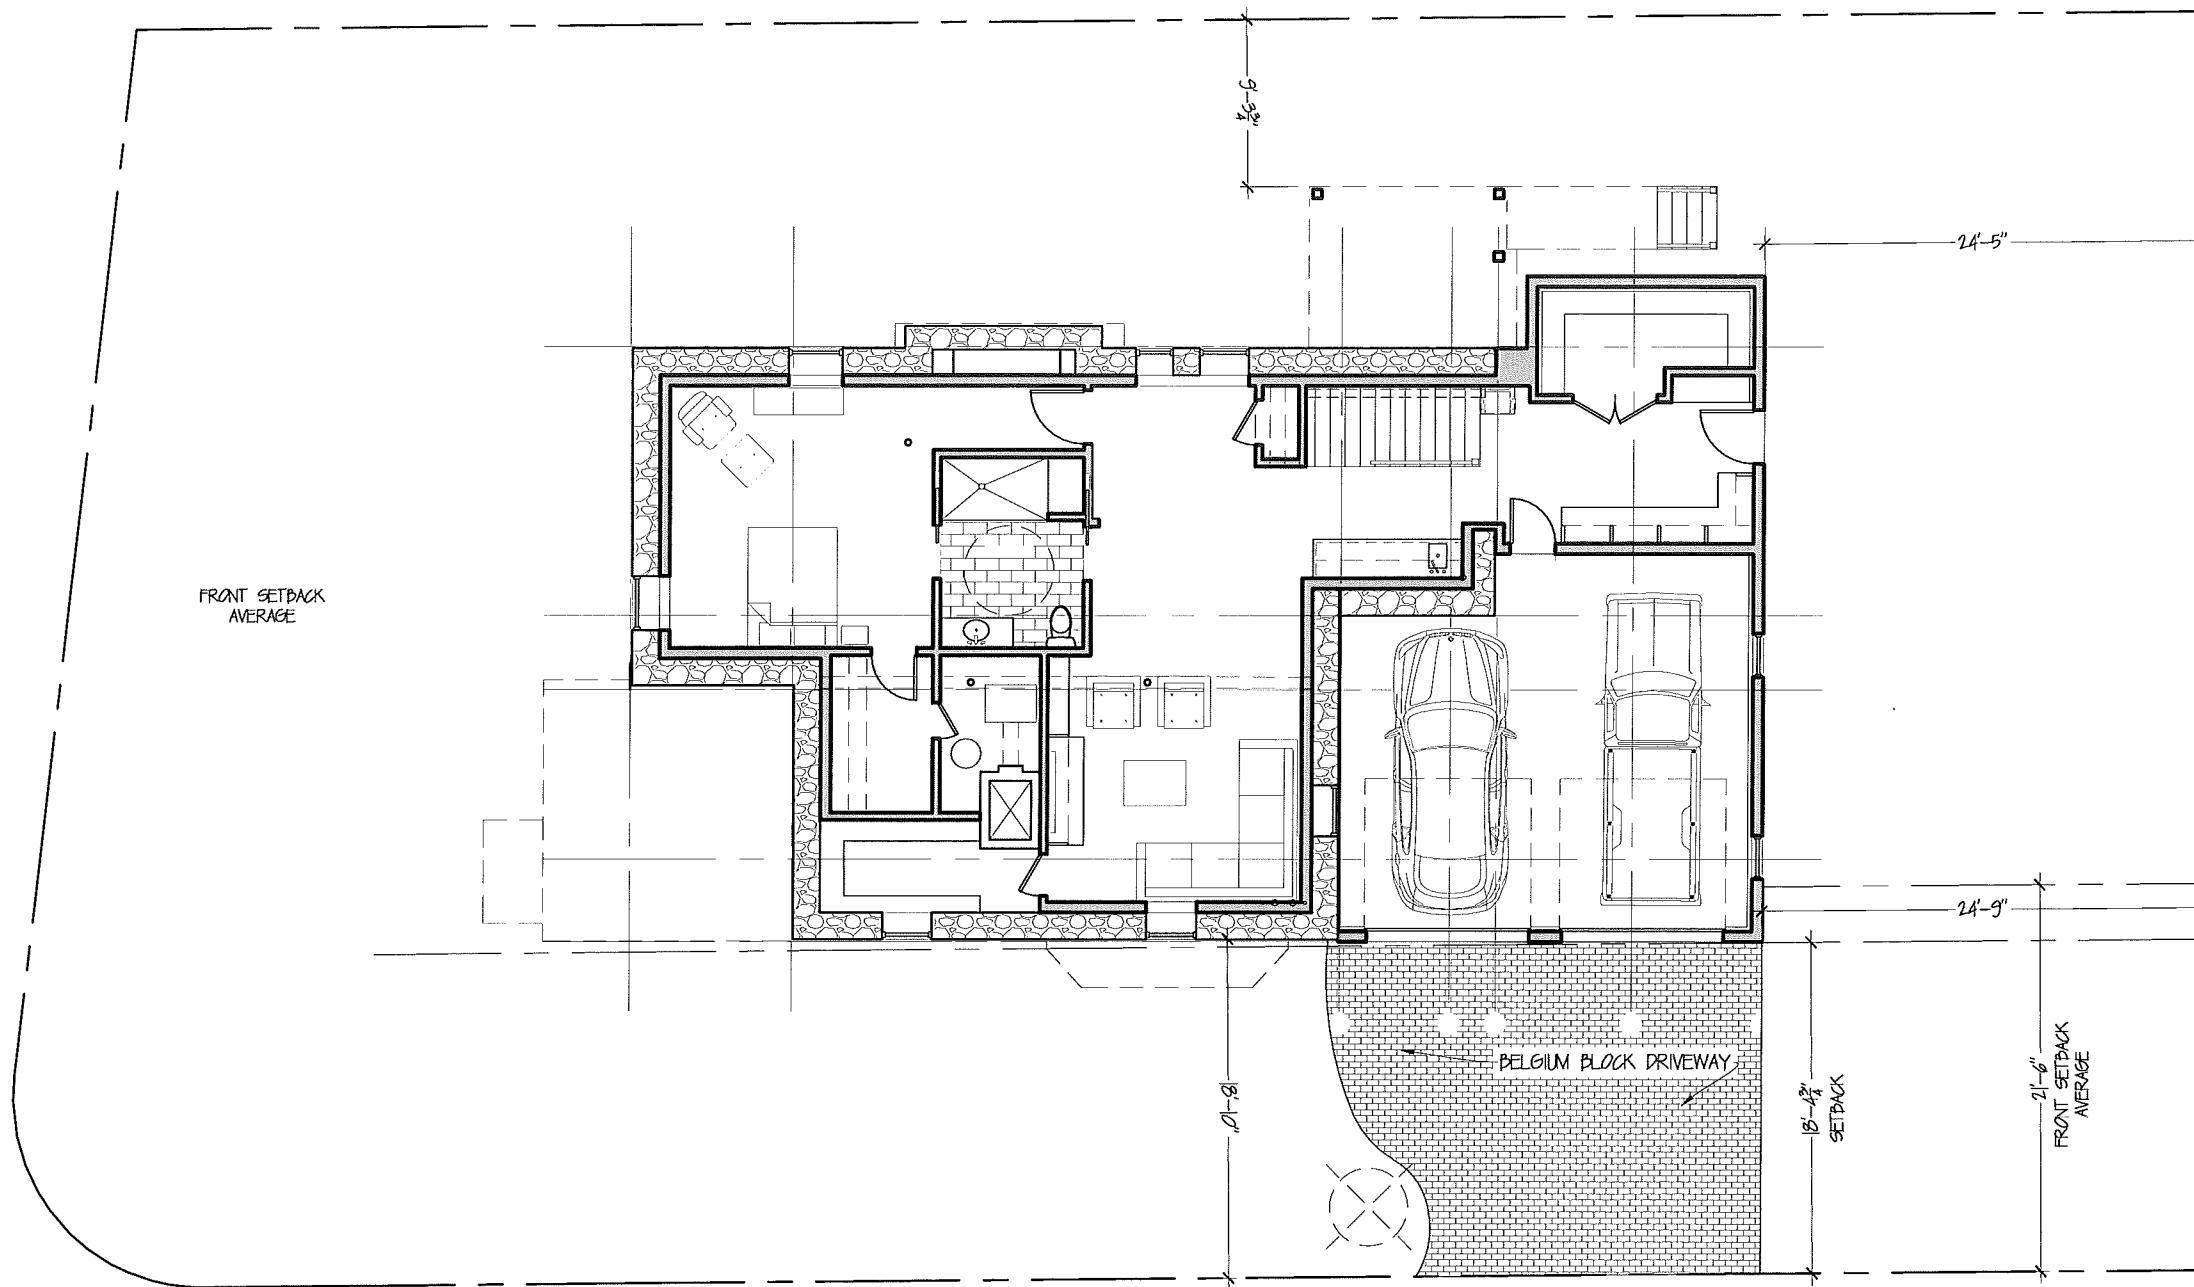 9'-3¾"
24'-5"
FRONT SETBACK
AVERAGE
24'-9"
BELGIUM BLOCK DRIVEWAY
18'-10"
18'-4¾"
SETBACK
21'-6"
FRONT SETBACK
AVERAGE